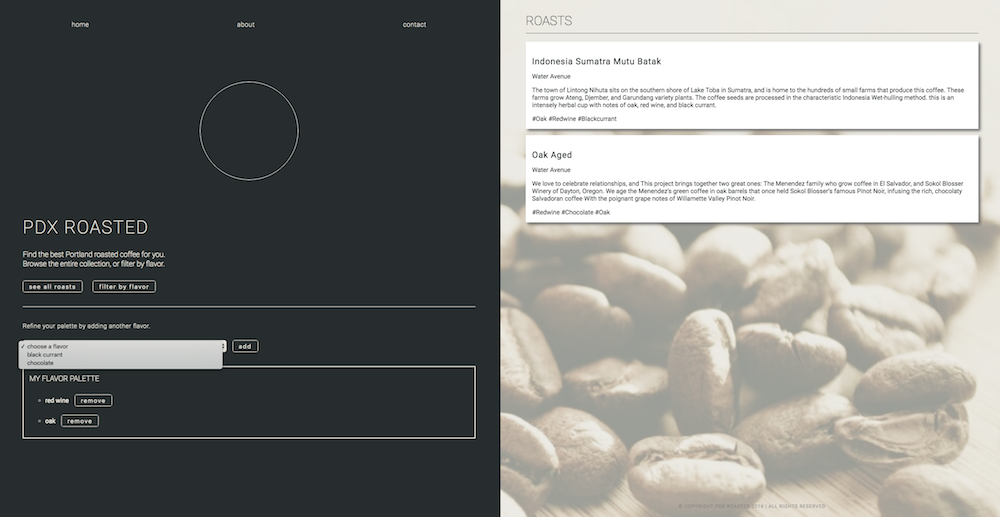 home
about
contact
PDX ROASTED
Find the best Portland roasted coffee for you.
Browse the entire collection, or filter by flavor.
see all roasts
filter by flavor
Refine your palette by adding another flavor.
✓ choose a flavor
black currant
chocolate
add
MY FLAVOR PALETTE
red wine
remove
oak
remove
ROASTS
Indonesia Sumatra Mutu Batak
Water Avenue
The town of Lintong Nihuta sits on the southern shore of Lake Toba in Sumatra, and is home to the hundreds of small farms that produce this coffee. These
farms grow Ateng, Djember, and Garundang variety plants. The coffee seeds are processed in the characteristic Indonesia Wet-hulling method. this is an
intensely herbal cup with notes of oak, red wine, and black currant.
#Oak #Redwine #Blackcurrant
Oak Aged
Water Avenue
We love to celebrate relationships, and This project brings together two great ones: The Menendez family who grow coffee in El Salvador, and Sokol Blosser
Winery of Dayton, Oregon. We age the Menendez's green coffee in oak barrels that once held Sokol Blosser's famous Pinot Noir, infusing the rich, chocolaty
Salvadoran coffee With the poignant grape notes of Willamette Valley Pinot Noir.
#Redwine #Chocolate #Oak
© COPYRIGHT PDX ROASTED 2018 | ALL RIGHTS RESERVED